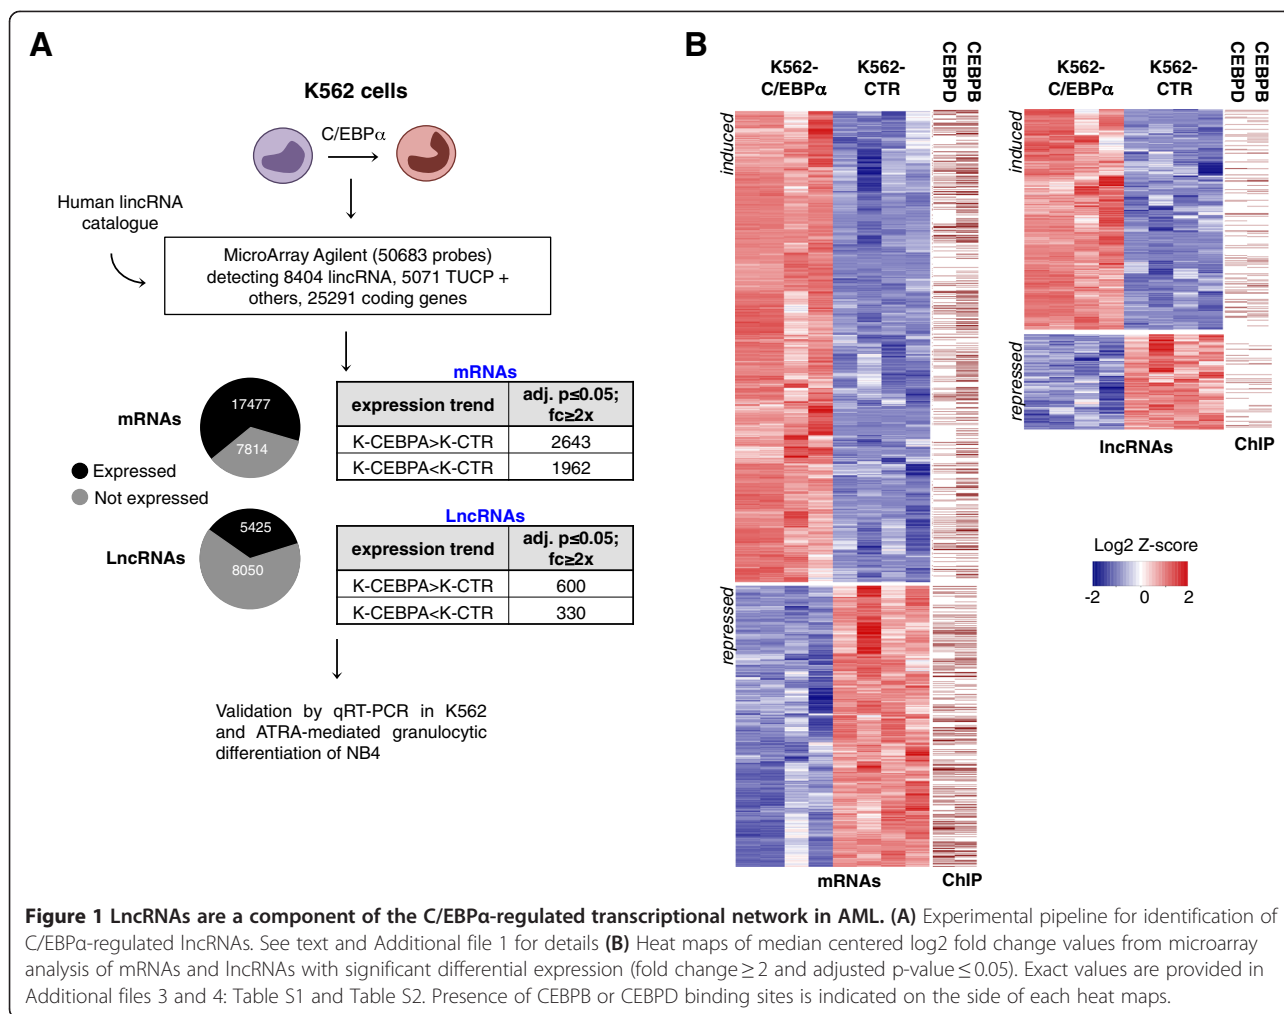 A
K562 cells
C/EBPα
Human lincRNA
catalogue
MicroArray Agilent (50683 probes)
detecting 8404 lincRNA, 5071 TUCP +
others, 25291 coding genes
mRNAs
17477
7814
Expressed
Not expressed
LncRNAs
5425
8050
mRNAs
expression trend
adj. p≤0.05;
fc≥2x
K-CEBPA>K-CTR 2643
K-CEBPA<K-CTR 1962
LncRNAs
expression trend
adj. p≤0.05;
fc≥2x
K-CEBPA>K-CTR 600
K-CEBPA<K-CTR 330
Validation by qRT-PCR in K562
and ATRA-mediated granulocytic
differentiation of NB4
B
K562-
C/EBPα
K562-
CTR
CEBPD
CEBPB
induced
repressed
mRNAs
ChIP
K562-
C/EBPα
K562-
CTR
CEBPD
CEBPB
induced
repressed
lncRNAs
ChIP
Log2 Z-score
-2 0 2
Figure 1 LncRNAs are a component of the C/EBPα-regulated transcriptional network in AML. (A) Experimental pipeline for identification of
C/EBPα-regulated lncRNAs. See text and Additional file 1 for details (B) Heat maps of median centered log2 fold change values from microarray
analysis of mRNAs and lncRNAs with significant differential expression (fold change ≥ 2 and adjusted p-value ≤ 0.05). Exact values are provided in
Additional files 3 and 4: Table S1 and Table S2. Presence of CEBPB or CEBPD binding sites is indicated on the side of each heat maps.